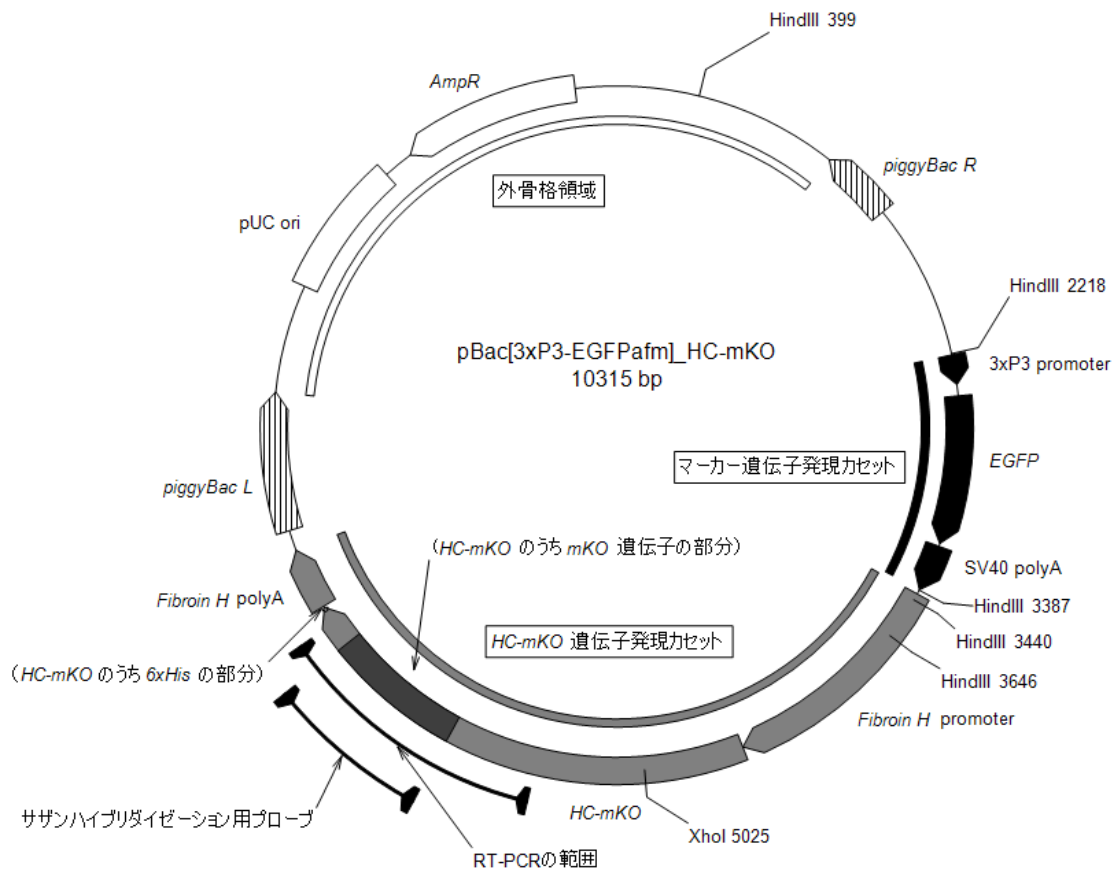 HindIII 399
AmpR
piggyBac R
外骨格領域
pUC ori
HindIII 2218
pBac[3xP3-EGFPafm]_HC-mKO
10315 bp
3xP3 promoter
マーカー遺伝子発現カセット
EGFP
piggyBac L
(HC-mKO のうち mKO 遺伝子の部分)
SV40 polyA
Fibroin H polyA
HindIII 3387
HC-mKO 遺伝子発現カセット
HindIII 3440
(HC-mKO のうち 6xHis の部分)
HindIII 3646
Fibroin H promoter
サザンハイブリダイゼーション用プローブ
HC-mKO
XhoI 5025
RT-PCRの範囲